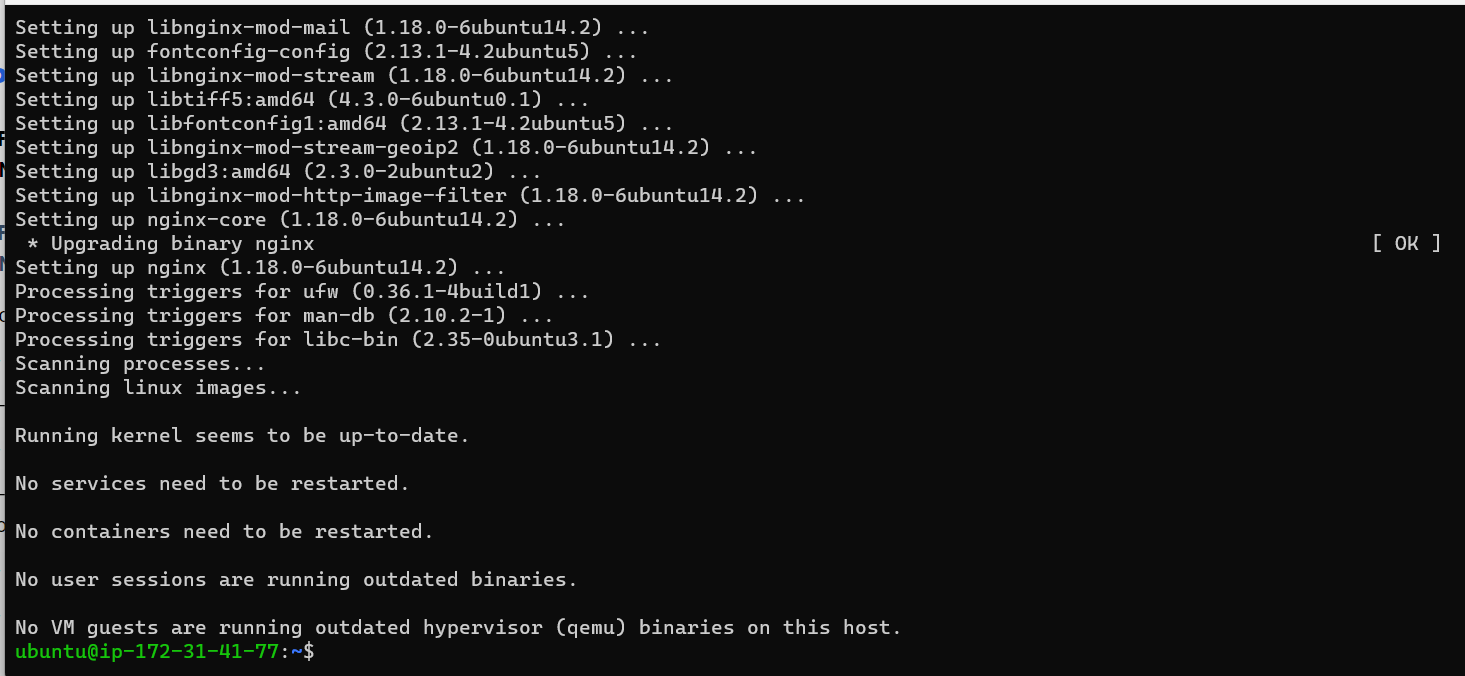 Setting up libnginx-mod-mail (1.18.0-6ubuntu14.2) ...
Setting up fontconfig-config (2.13.1-4.2ubuntu5) ...
Setting up libnginx-mod-stream (1.18.0-6ubuntu14.2) ...
Setting up libtiff5:amd64 (4.3.0-6ubuntu0.1) ...
Setting up libfontconfig1:amd64 (2.13.1-4.2ubuntu5) ...
Setting up libnginx-mod-stream-geoip2 (1.18.0-6ubuntu14.2) ...
Setting up libgd3:amd64 (2.3.0-2ubuntu2) ...
Setting up libnginx-mod-http-image-filter (1.18.0-6ubuntu14.2) ...
Setting up nginx-core (1.18.0-6ubuntu14.2) ...
 * Upgrading binary nginx [ OK ]
Setting up nginx (1.18.0-6ubuntu14.2) ...
Processing triggers for ufw (0.36.1-4build1) ...
Processing triggers for man-db (2.10.2-1) ...
Processing triggers for libc-bin (2.35-0ubuntu3.1) ...
Scanning processes...
Scanning linux images...
Running kernel seems to be up-to-date.
No services need to be restarted.
No containers need to be restarted.
No user sessions are running outdated binaries.
No VM guests are running outdated hypervisor (qemu) binaries on this host.
ubuntu@ip-172-31-41-77:~$